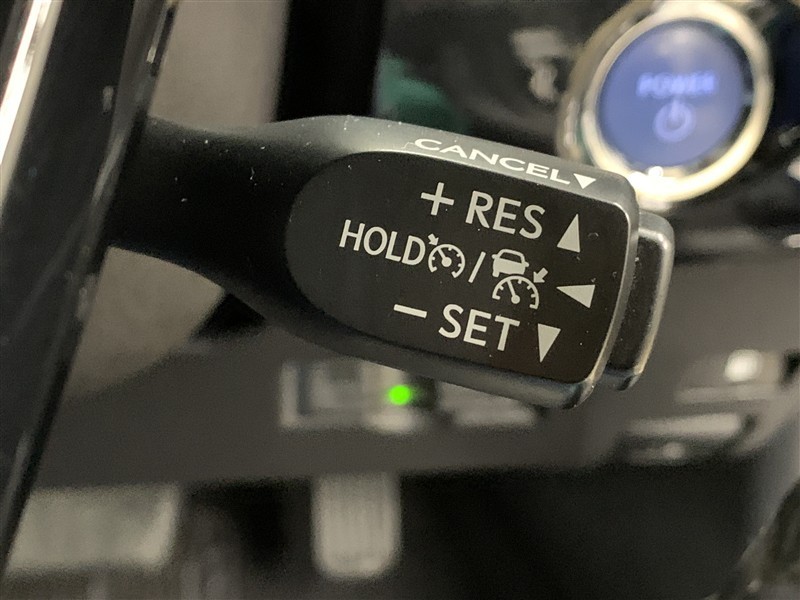 CANCEL
+ RES
HOLD /
− SET
POWER